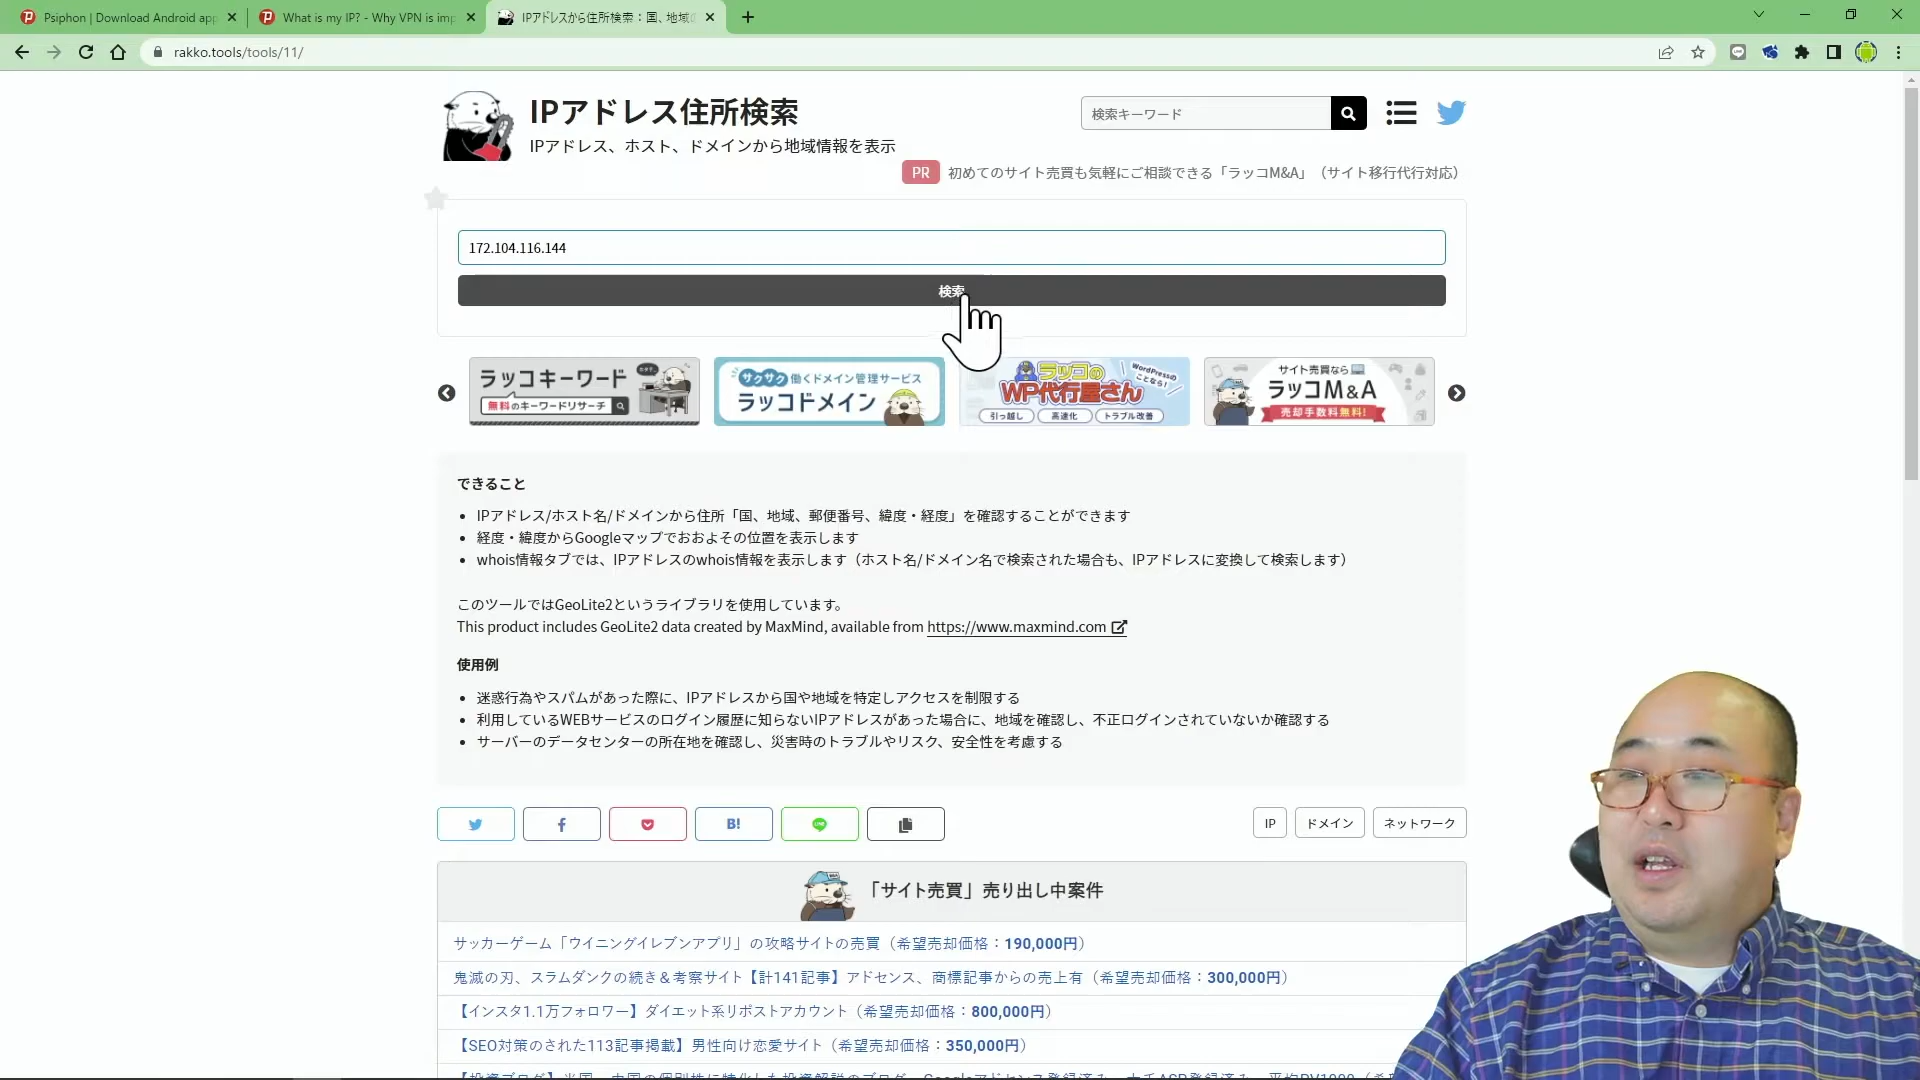 Psiphon | Download Android app
What is my IP? - Why VPN is imp
IPアドレスから住所検索：国、地域
rakko.tools/tools/11/
IPアドレス住所検索
IPアドレス、ホスト、ドメインから地域情報を表示
検索キーワード
PR 初めてのサイト売買も気軽にご相談できる「ラッコM&A」（サイト移行代行対応）
172.104.116.144
検索
ラッコキーワード
無料のキーワードリサーチ
サクサク働くドメイン管理サービス
ラッコドメイン
ラッコの
WP代行屋さん
WordPressの
ことなら!
引っ越し 高速化 トラブル改善
サイト売買なら
ラッコM&A
売却手数料無料!
できること
IPアドレス/ホスト名/ドメインから住所「国、地域、郵便番号、緯度・経度」を確認することができます
経度・緯度からGoogleマップでおおよその位置を表示します
whois情報タブでは、IPアドレスのwhois情報を表示します（ホスト名/ドメイン名で検索された場合も、IPアドレスに変換して検索します）
このツールではGeoLite2というライブラリを使用しています。
This product includes GeoLite2 data created by MaxMind, available from https://www.maxmind.com
使用例
迷惑行為やスパムがあった際に、IPアドレスから国や地域を特定しアクセスを制限する
利用しているWEBサービスのログイン履歴に知らないIPアドレスがあった場合に、地域を確認し、不正ログインされていないか確認する
サーバーのデータセンターの所在地を確認し、災害時のトラブルやリスク、安全性を考慮する
B!
LINE
IP
ドメイン
ネットワーク
「サイト売買」売り出し中案件
サッカーゲーム「ウイニングイレブンアプリ」の攻略サイトの売買（希望売却価格：190,000円）
鬼滅の刃、スラムダンクの続き＆考察サイト【計141記事】アドセンス、商標記事からの売上有（希望売却価格：300,000円）
【インスタ1.1万フォロワー】ダイエット系リポストアカウント（希望売却価格：800,000円）
【SEO対策のされた113記事掲載】男性向け恋愛サイト（希望売却価格：350,000円）